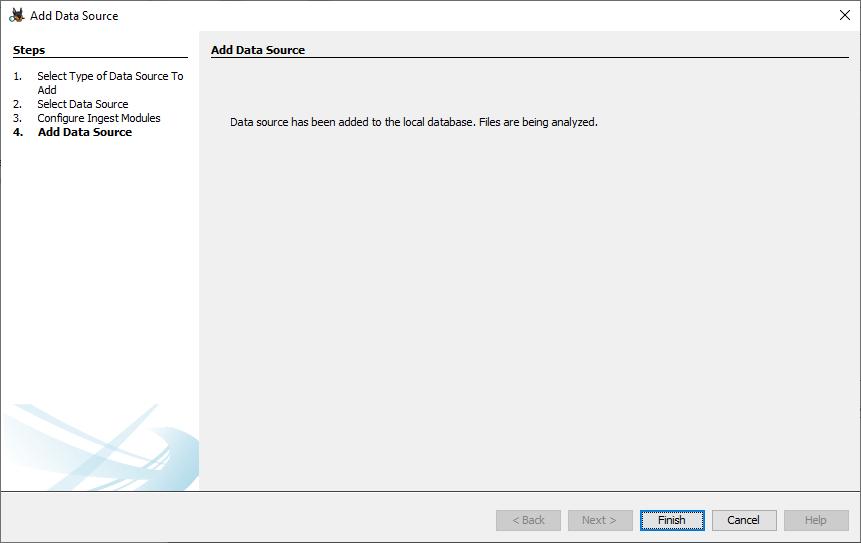 Add Data Source
Steps
1. Select Type of Data Source To
Add
2. Select Data Source
3. Configure Ingest Modules
4. Add Data Source
Add Data Source
Data source has been added to the local database. Files are being analyzed.
< Back
Next >
Finish
Cancel
Help